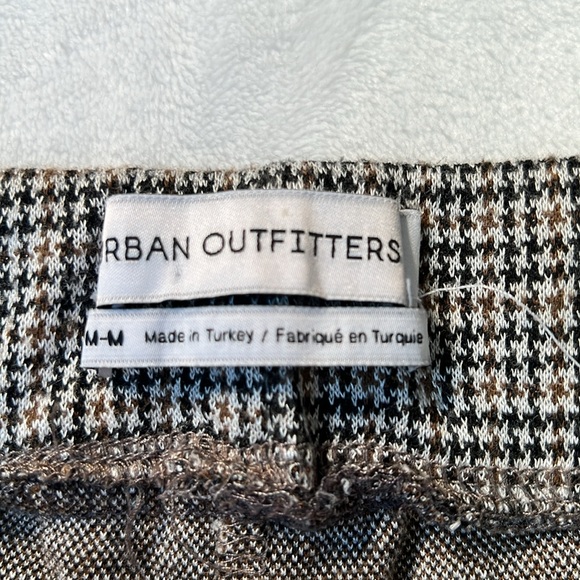 RBAN OUTFITTERS
M-M Made in Turkey / Fabriqué en Turquie